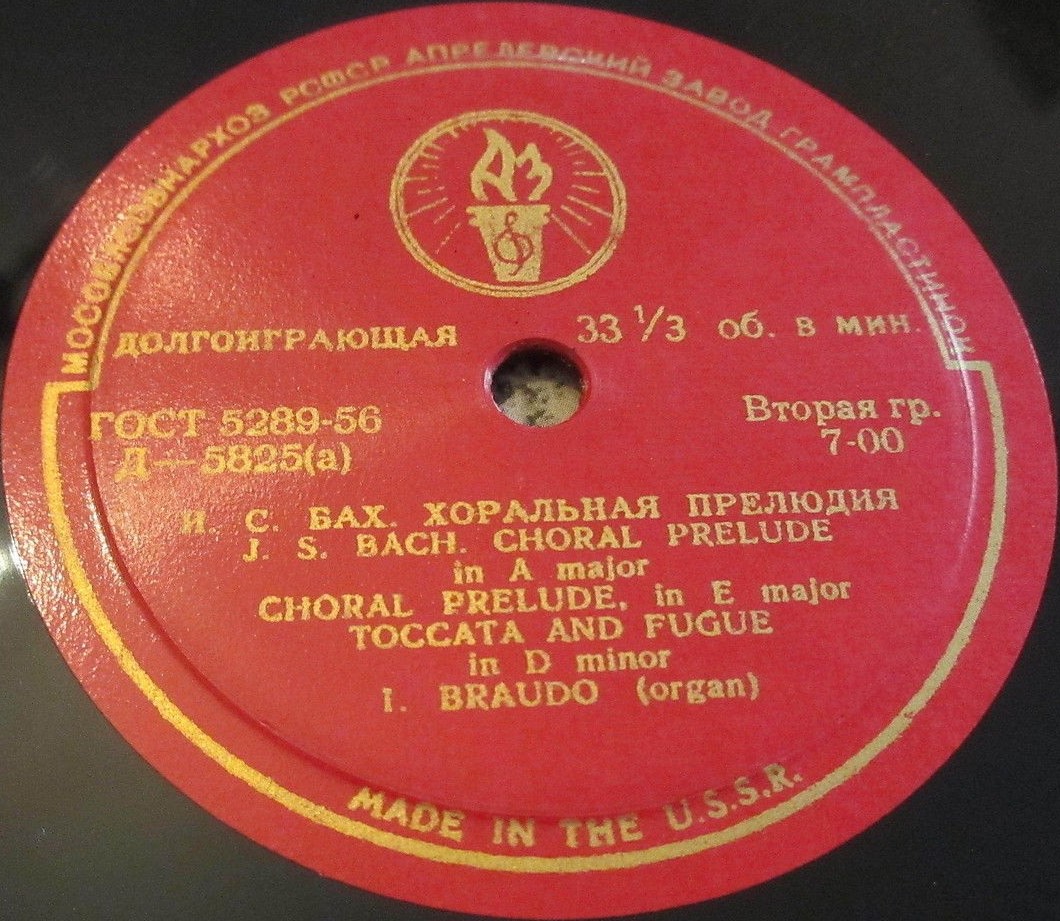 МОСОВНАРХОЗ РСФСР АПРЕЛЕВСКИЙ ЗАВОД ГРАМПЛАСТИНОК
АЗ
ДОЛГОИГРАЮЩАЯ 33 1/3 об. в мин.
ГОСТ 5289-56 Вторая гр.
Д—5825(а) 7-00
И. С. БАХ. ХОРАЛЬНАЯ ПРЕЛЮДИЯ
J. S. BACH. CHORAL PRELUDE
in A major
CHORAL PRELUDE, in E major
TOCCATA AND FUGUE
in D minor
I. BRAUDO (organ)
MADE IN THE U.S.S.R.